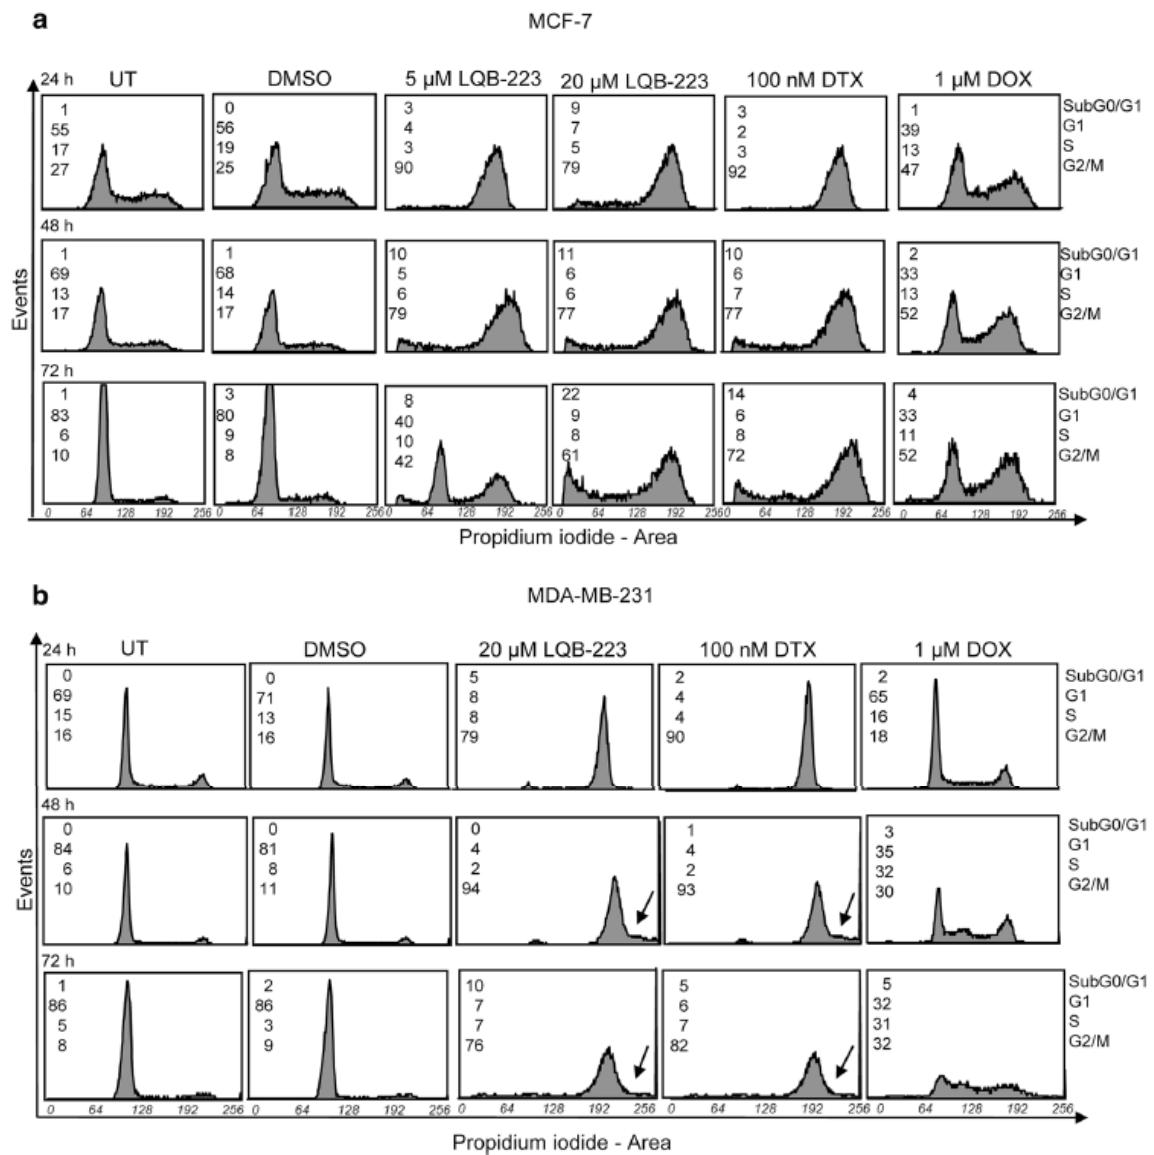 a
MCF-7
24 h UT DMSO 5 µM LQB-223 20 µM LQB-223 100 nM DTX 1 µM DOX
1 0 3 9 3 1 SubG0/G1
55 56 4 7 2 39 G1
17 19 3 5 3 13 S
27 25 90 79 92 47 G2/M
48 h
1 1 10 11 10 2 SubG0/G1
69 68 5 6 6 33 G1
13 14 6 6 7 13 S
17 17 79 77 77 52 G2/M
72 h
1 3 8 22 14 4 SubG0/G1
83 80 40 9 6 33 G1
6 9 10 8 8 11 S
10 8 42 61 72 52 G2/M
Events
0 64 128 192 256 0 64 128 192 256 0 64 128 192 256 0 64 128 192 256 0 64 128 192 256 0 64 128 192 256
Propidium iodide - Area
b
MDA-MB-231
24 h UT DMSO 20 µM LQB-223 100 nM DTX 1 µM DOX
0 0 5 2 2 SubG0/G1
69 71 8 4 65 G1
15 13 8 4 16 S
16 16 79 90 18 G2/M
48 h
0 0 0 1 3 SubG0/G1
84 81 4 4 35 G1
6 8 2 2 32 S
10 11 94 93 30 G2/M
72 h
1 2 10 5 5 SubG0/G1
86 86 7 6 32 G1
5 3 7 7 31 S
8 9 76 82 32 G2/M
Events
0 64 128 192 256 0 64 128 192 256 0 64 128 192 256 0 64 128 192 256 0 64 128 192 256
Propidium iodide - Area